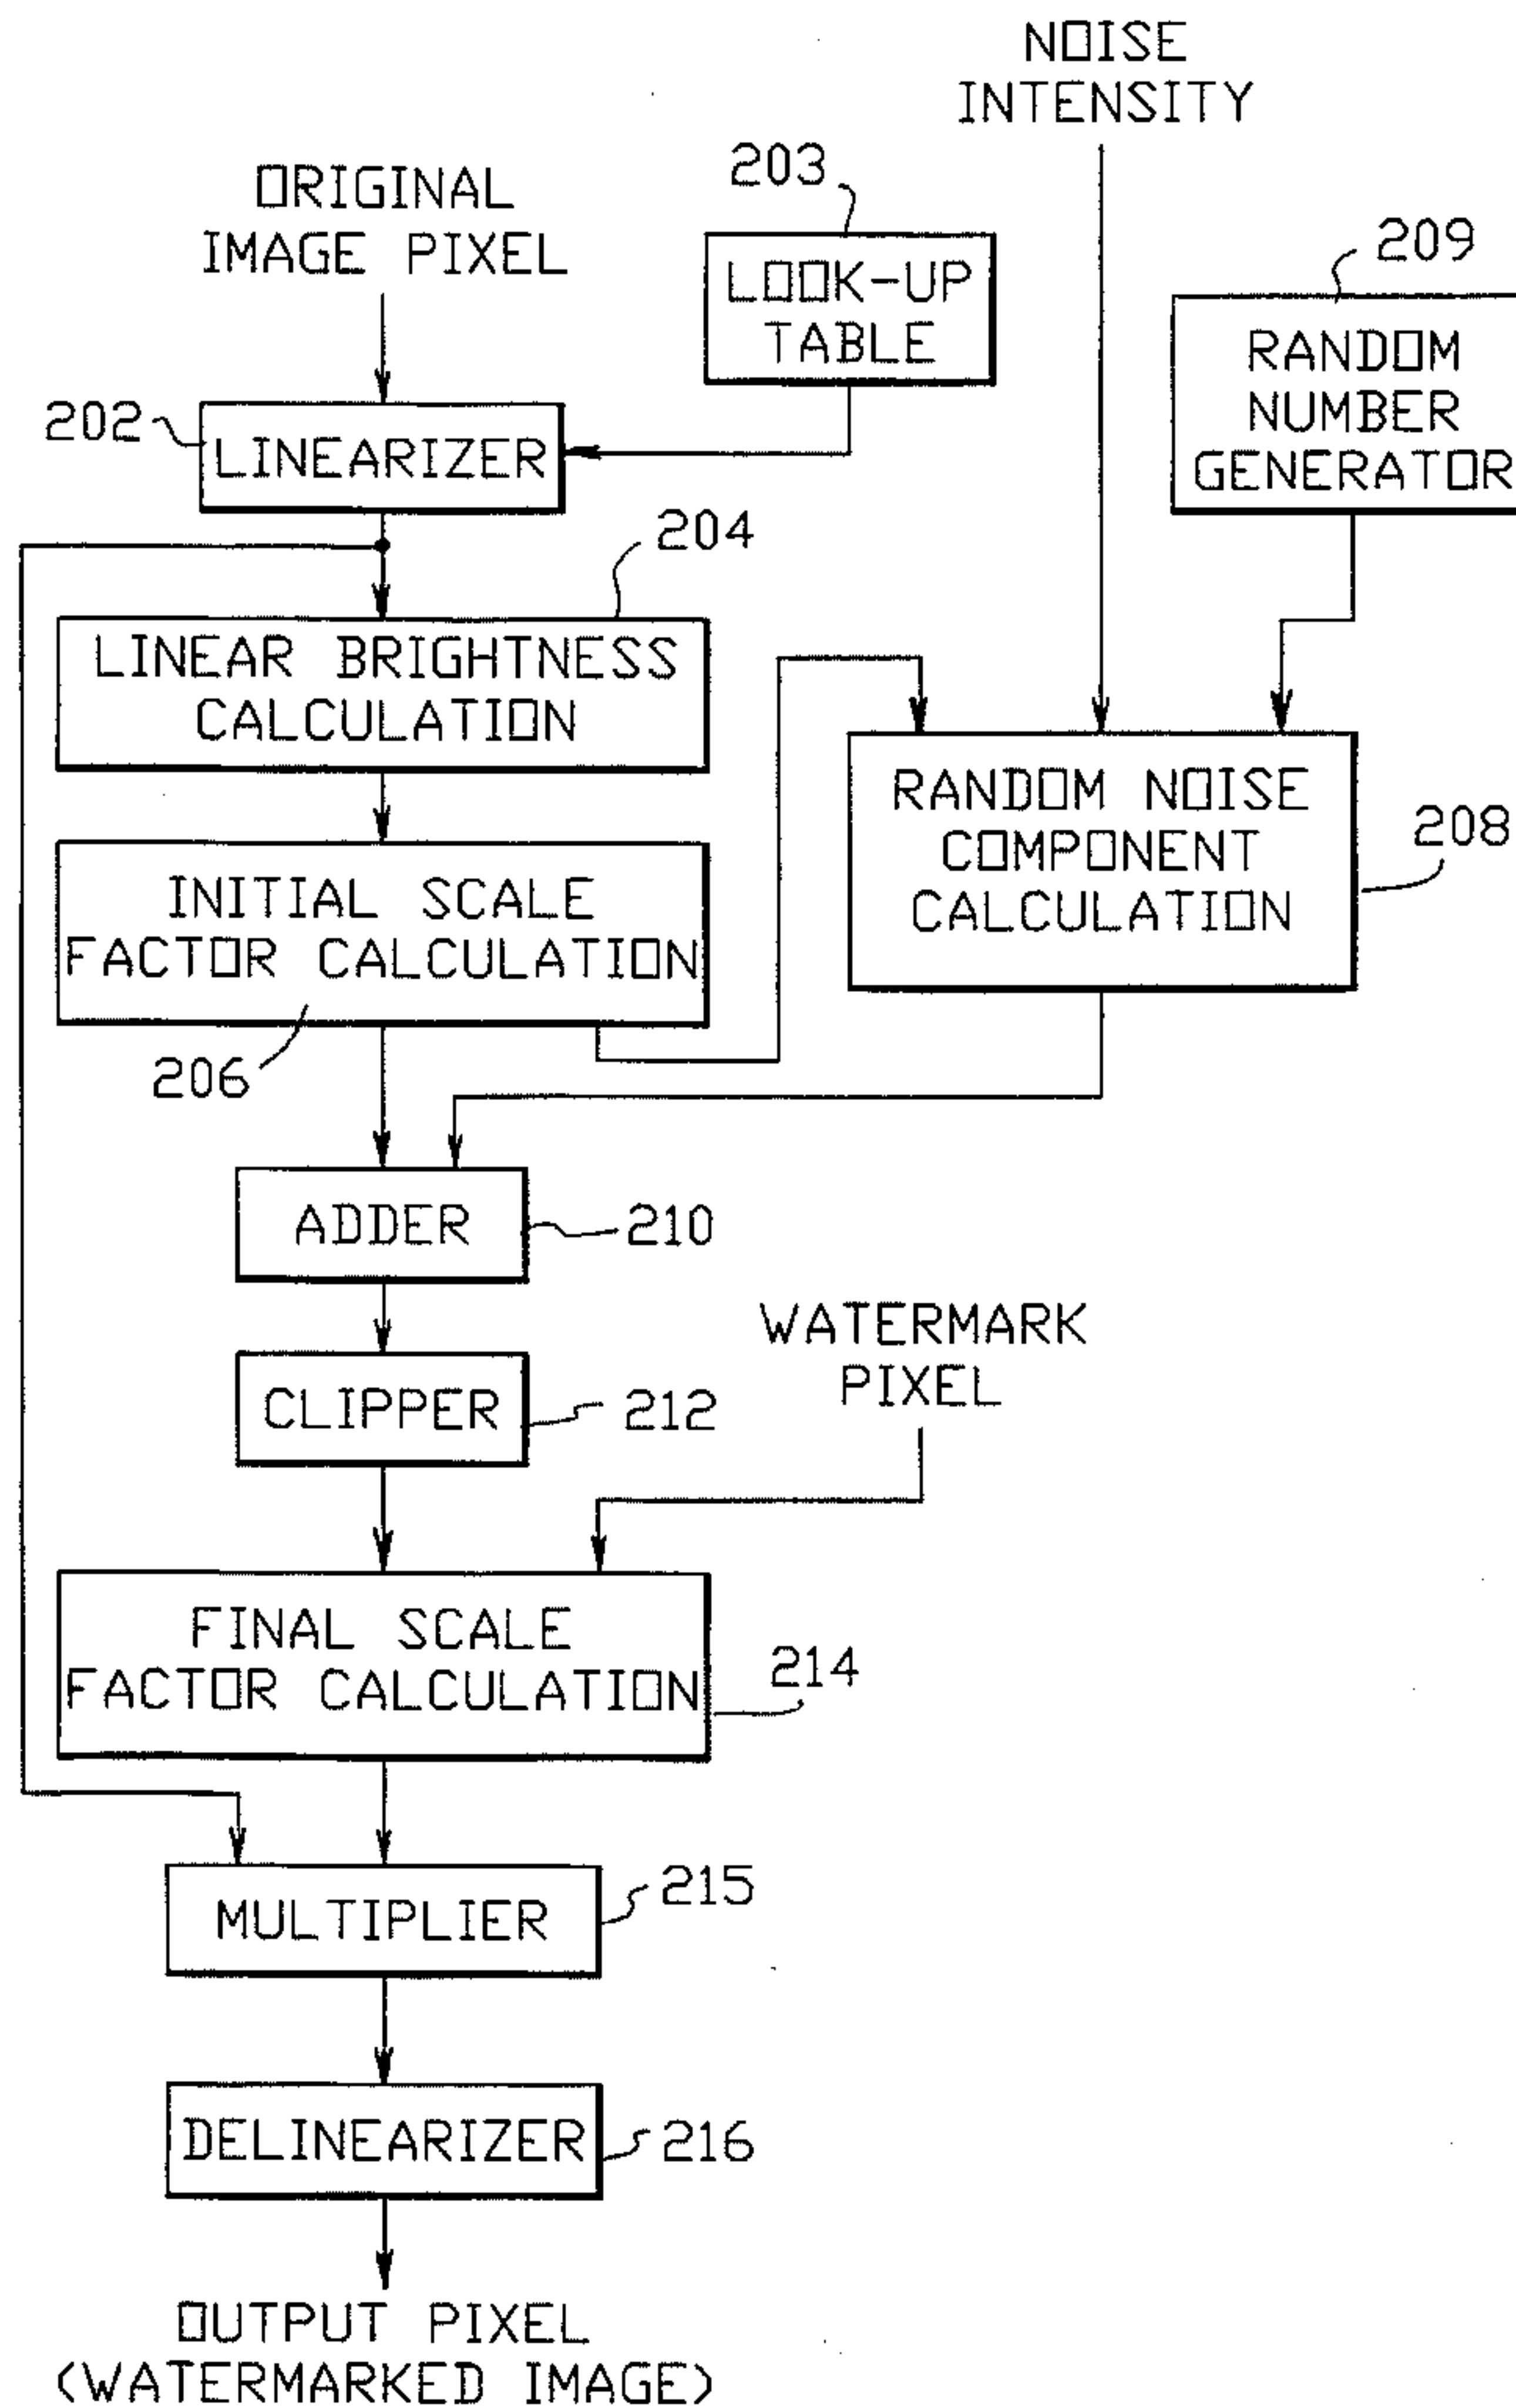 NOISE
INTENSITY
203
ORIGINAL
IMAGE PIXEL
209
LOOK-UP
TABLE
RANDOM
NUMBER
GENERATOR
202
LINEARIZER
204
LINEAR BRIGHTNESS
CALCULATION
RANDOM NOISE
COMPONENT
CALCULATION
208
INITIAL SCALE
FACTOR CALCULATION
206
ADDER
210
WATERMARK
PIXEL
CLIPPER
212
FINAL SCALE
FACTOR CALCULATION
214
MULTIPLIER
215
DELINEARIZER
216
OUTPUT PIXEL
(WATERMARKED IMAGE)